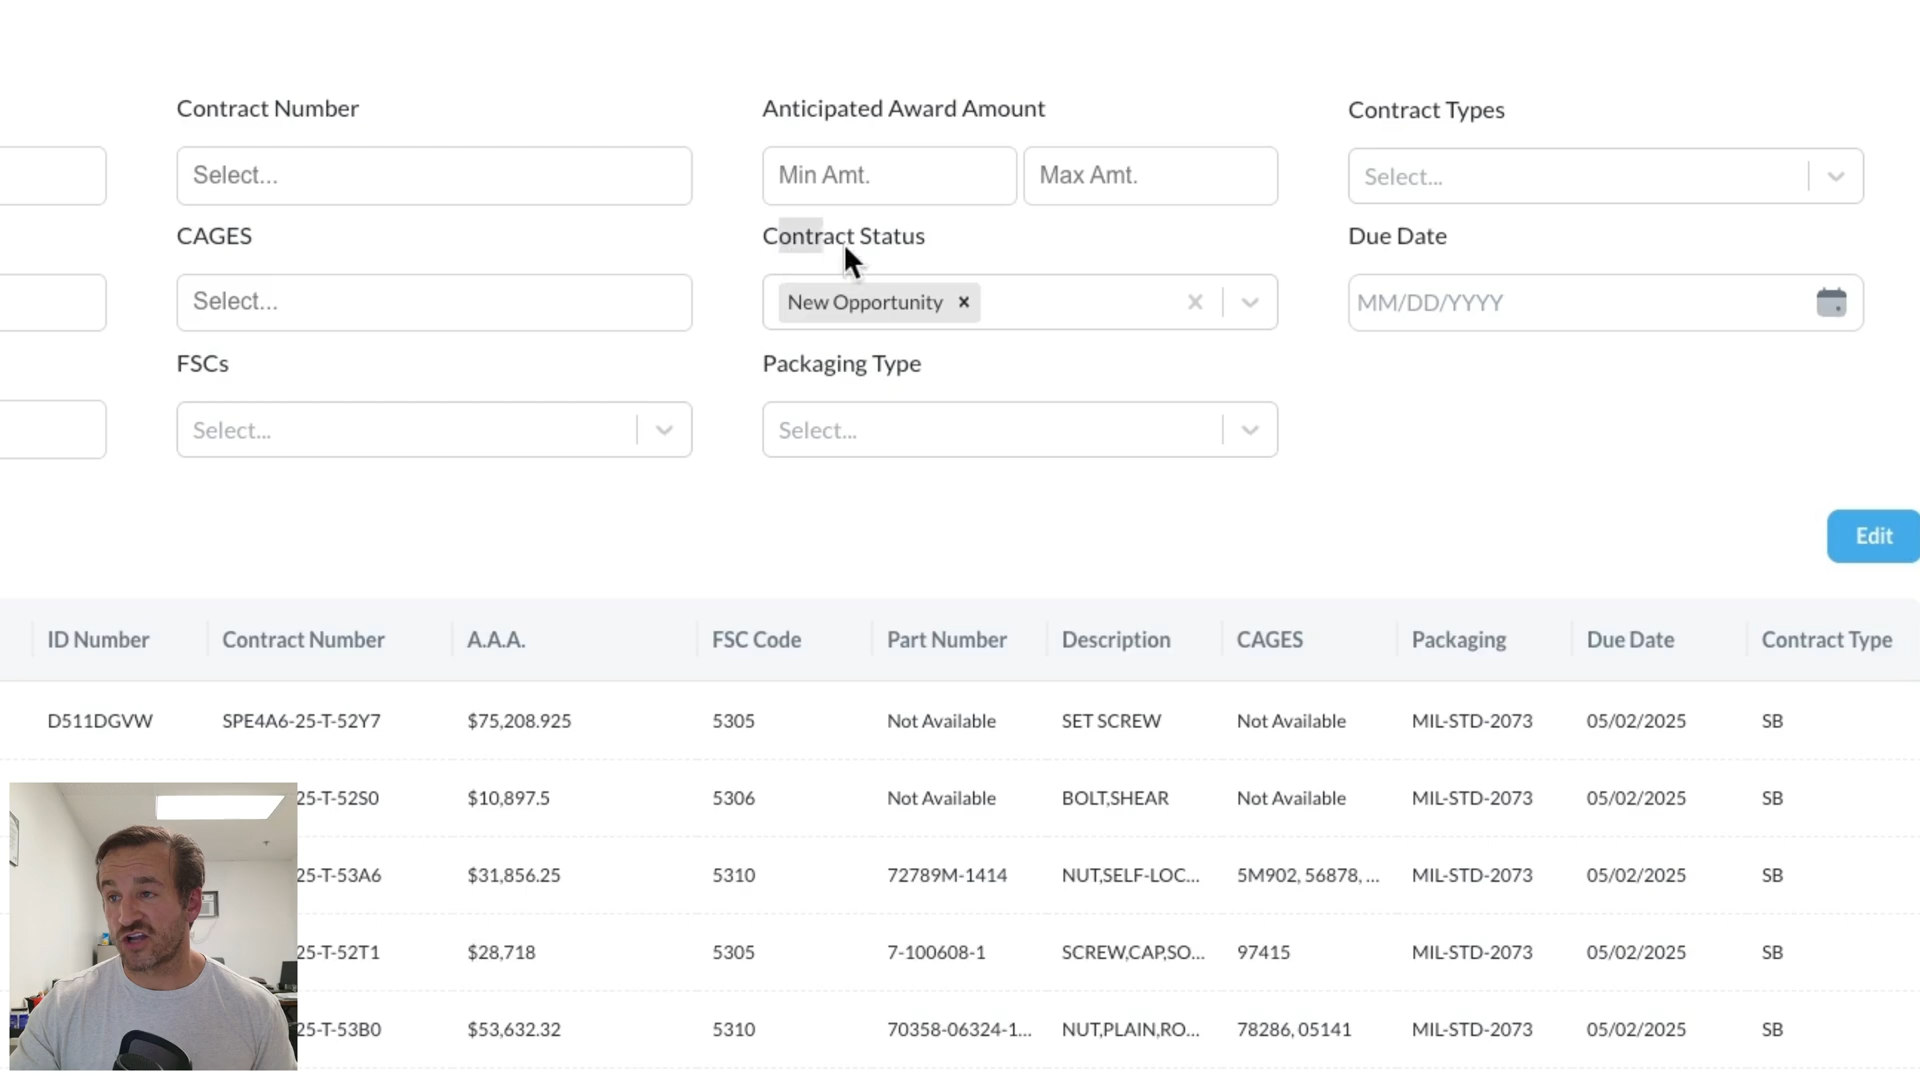 Contract Number Anticipated Award Amount Contract Types
Select... Min Amt. Max Amt. Select...
CAGES Contract Status Due Date
Select... New Opportunity × MM/DD/YYYY
FSCs Packaging Type
Select... Select...
Edit
ID Number Contract Number A.A.A. FSC Code Part Number Description CAGES Packaging Due Date Contract Type
D511DGVW SPE4A6-25-T-52Y7 $75,208.925 5305 Not Available SET SCREW Not Available MIL-STD-2073 05/02/2025 SB
25-T-52S0 $10,897.5 5306 Not Available BOLT,SHEAR Not Available MIL-STD-2073 05/02/2025 SB
25-T-53A6 $31,856.25 5310 72789M-1414 NUT,SELF-LOC... 5M902, 56878, ... MIL-STD-2073 05/02/2025 SB
25-T-52T1 $28,718 5305 7-100608-1 SCREW,CAP,SO... 97415 MIL-STD-2073 05/02/2025 SB
25-T-53B0 $53,632.32 5310 70358-06324-1... NUT,PLAIN,RO... 78286, 05141 MIL-STD-2073 05/02/2025 SB